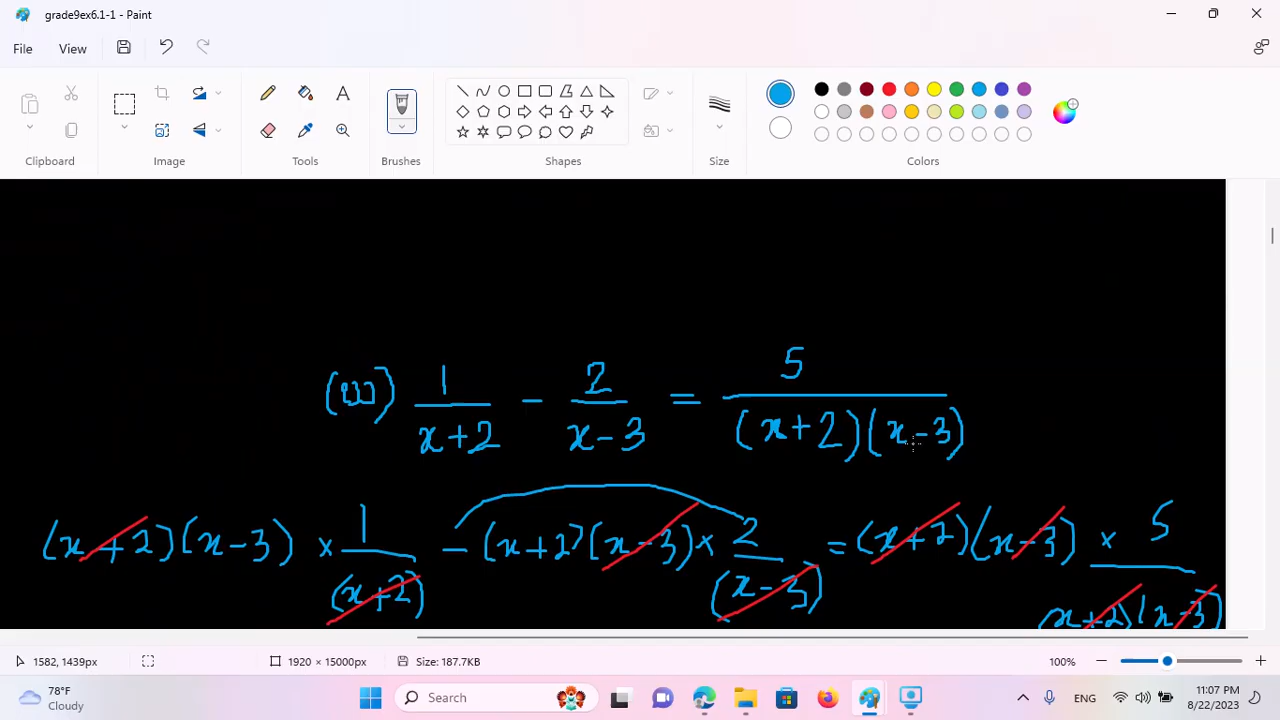 grade9ex6.1-1 - Paint
File View
Clipboard Image Tools Brushes Shapes Size Colors
(iii) 1/(x+2) - 2/(x-3) = 5/((x+2)(x-3))
(x+2)(x-3) × 1/(x+2) - (x+2)(x-3) × 2/(x-3) = (x+2)(x-3) × 5/((x+2)(x-3))
1582, 1439px 1920 × 15000px Size: 187.7KB 100%
78°F
Cloudy
Search
ENG
11:07 PM
8/22/2023